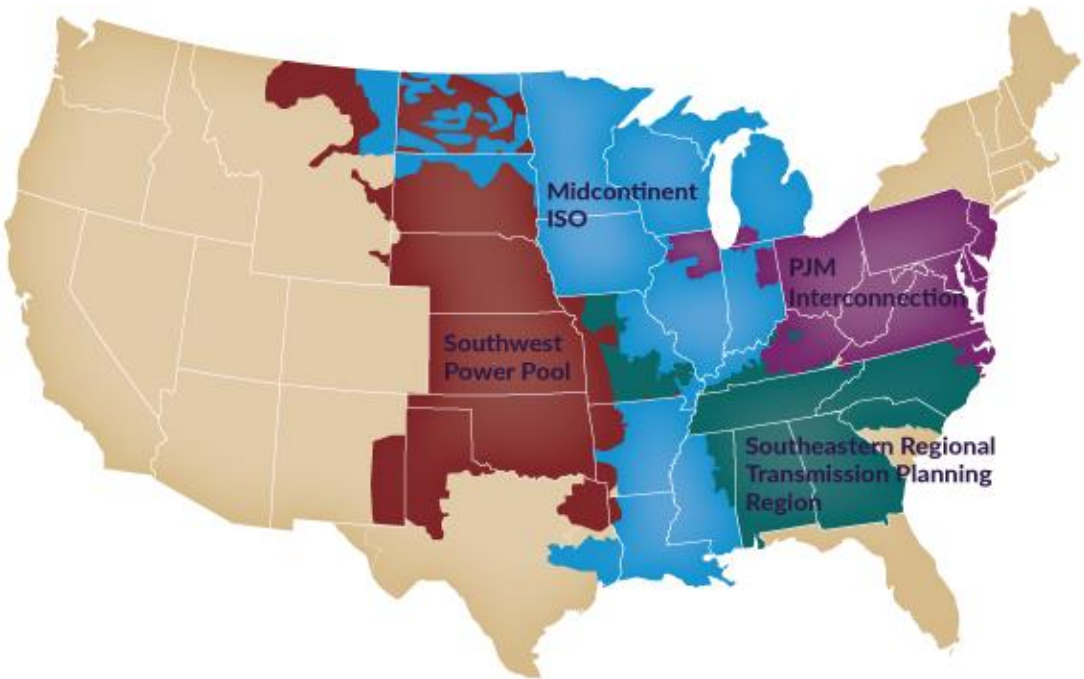 Midcontinent
ISO
PJM
Interconnection
Southwest
Power Pool
Southeastern Regional
Transmission Planning
Region